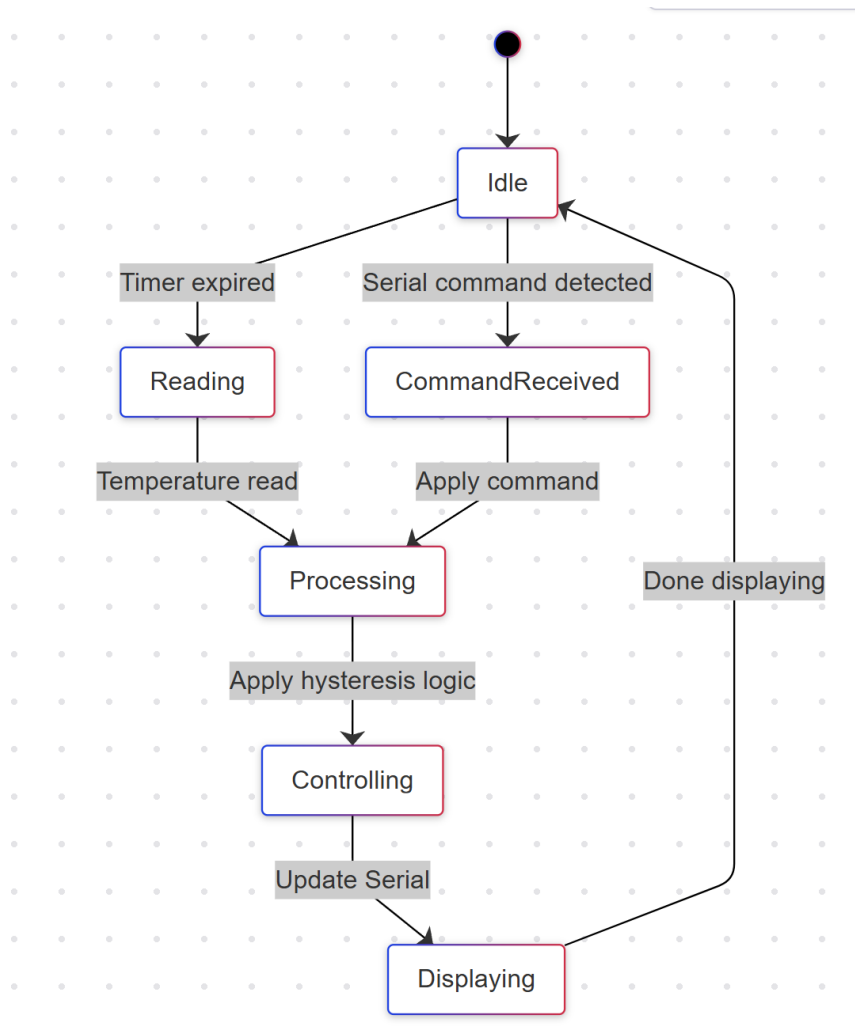 Idle
Timer expired
Serial command detected
Reading
CommandReceived
Temperature read
Apply command
Processing
Done displaying
Apply hysteresis logic
Controlling
Update Serial
Displaying